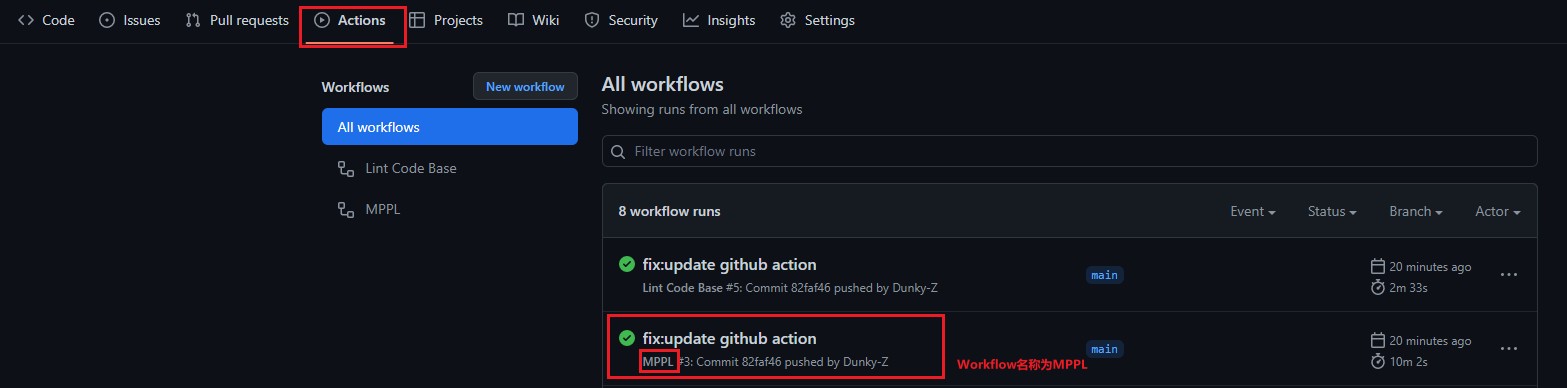 Code Issues Pull requests Actions Projects Wiki Security Insights Settings
Workflows New workflow
All workflows
Lint Code Base
MPPL
All workflows
Showing runs from all workflows
Filter workflow runs
8 workflow runs Event Status Branch Actor
fix:update github action
Lint Code Base #5: Commit 82faf46 pushed by Dunky-Z
main
20 minutes ago
2m 33s
fix:update github action
MPPL #3: Commit 82faf46 pushed by Dunky-Z
Workflow名称为MPPL
main
20 minutes ago
10m 2s